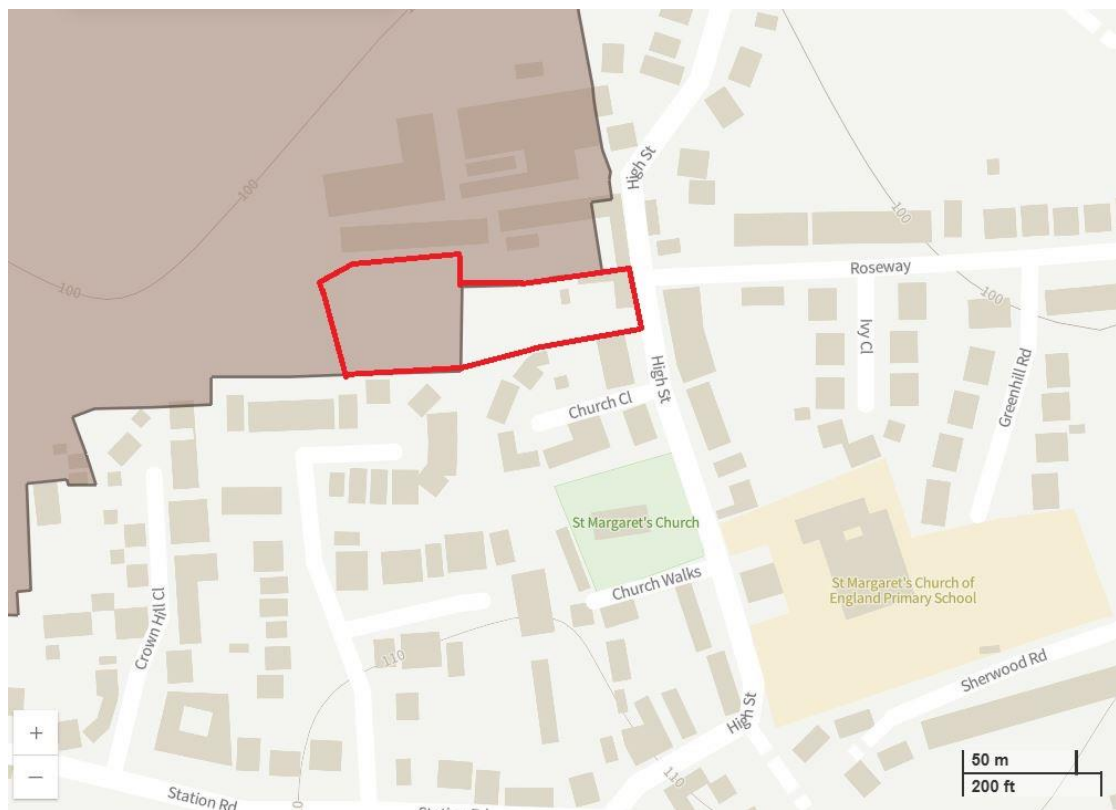 100
High St
100
100
Roseway
100
Ivy Cl
Greenhill Rd
High St
Church Cl
St Margaret's Church
Church Walks
St Margaret's Church of
England Primary School
Crown Hill Cl
110
Sherwood Rd
High St
110
+
−
50 m
200 ft
Station Rd